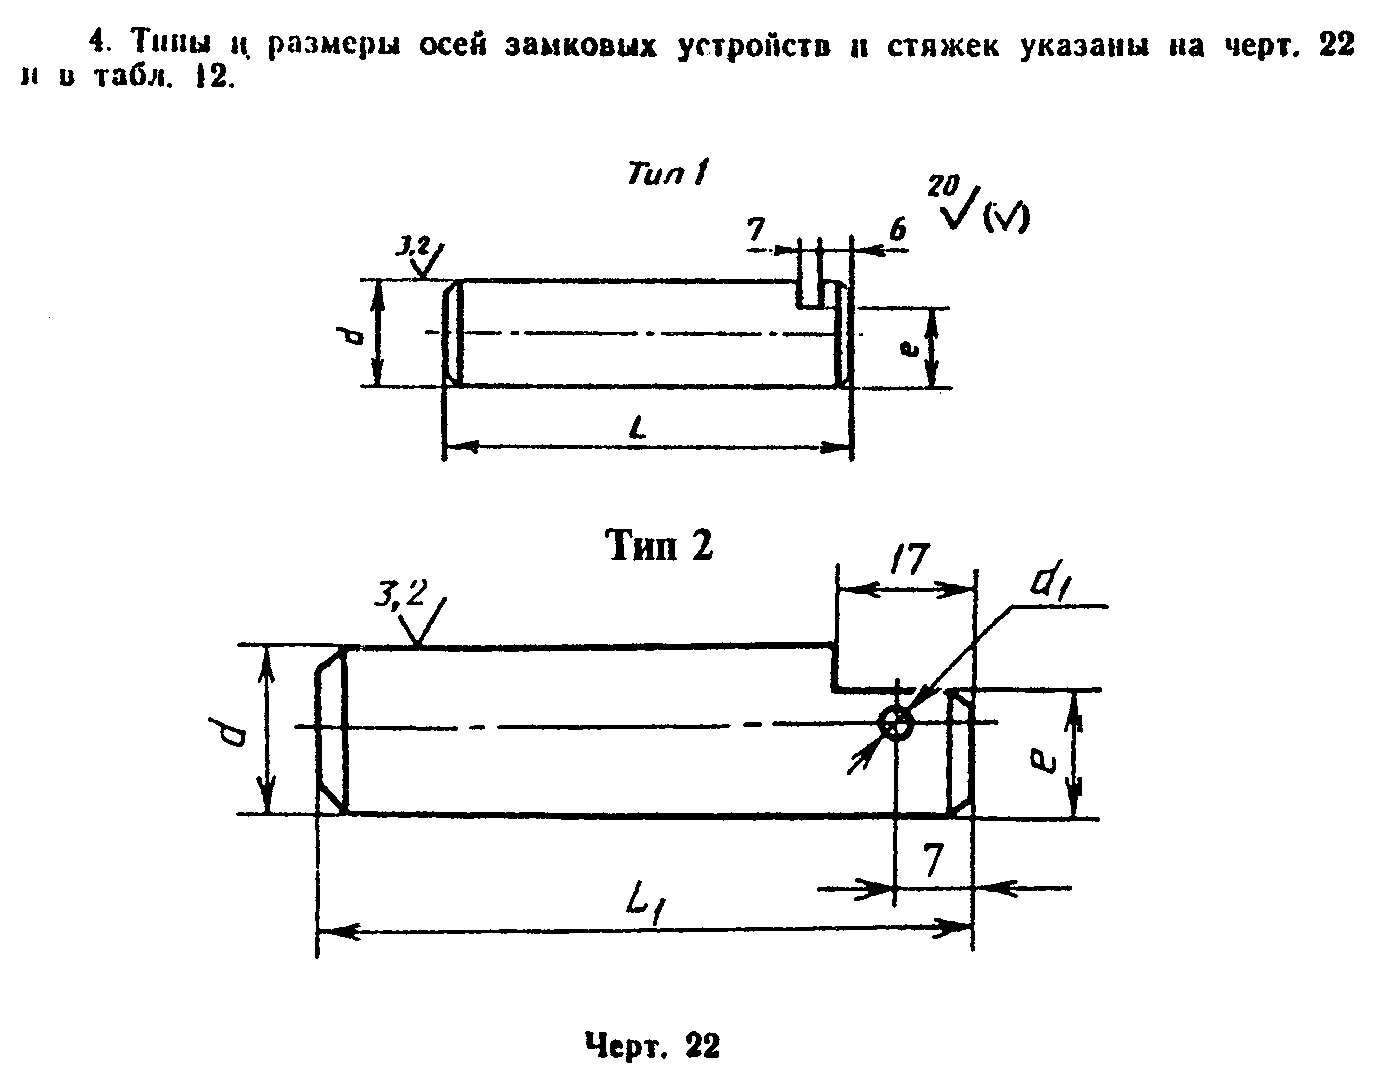 4. Типы и размеры осей замковых устройств и стяжек указаны на черт. 22
и в табл. 12.
Тип 1
20
(√)
7
6
3,2
d
e
L
Тип 2
17
d1
3,2
d
e
7
L1
Черт. 22